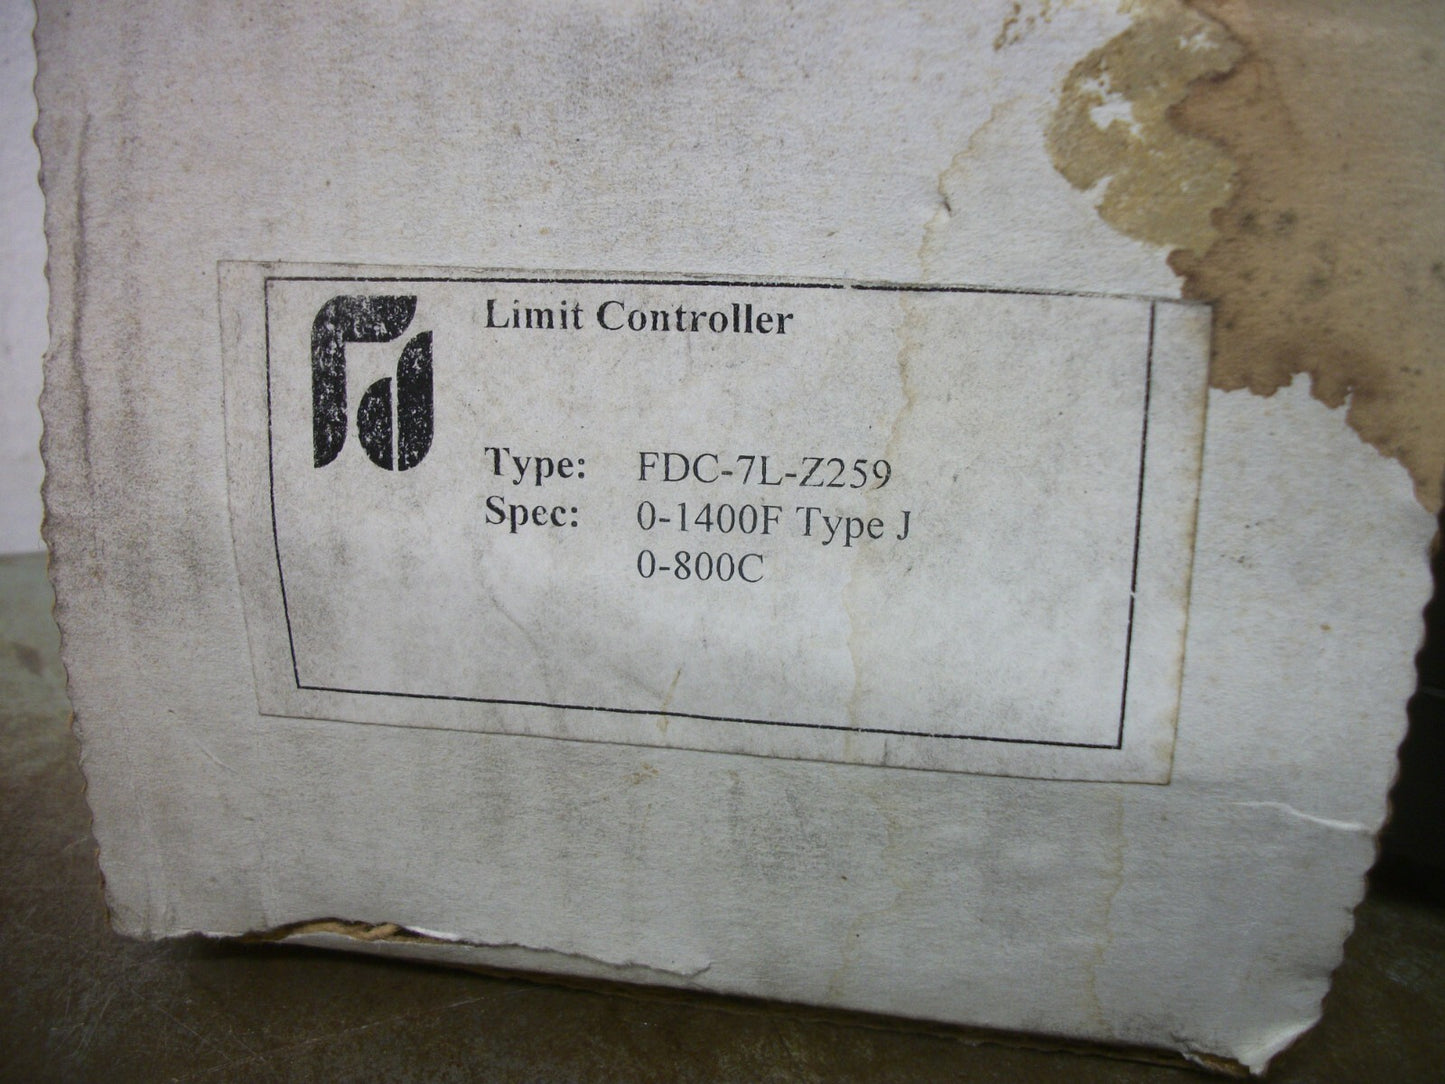 Limit Controller
Type: FDC-7L-Z259
Spec: 0-1400F Type J
0-800C